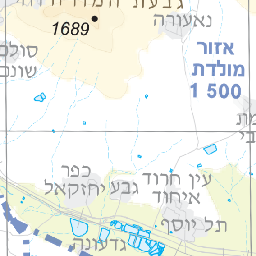 גבעת המורה
נאעורה
1689
סולם
שונם
אזור
מולדת
1 500
כפר
יחזקאל
גבע
עין חרוד
איחוד
תל יוסף
גדעונה